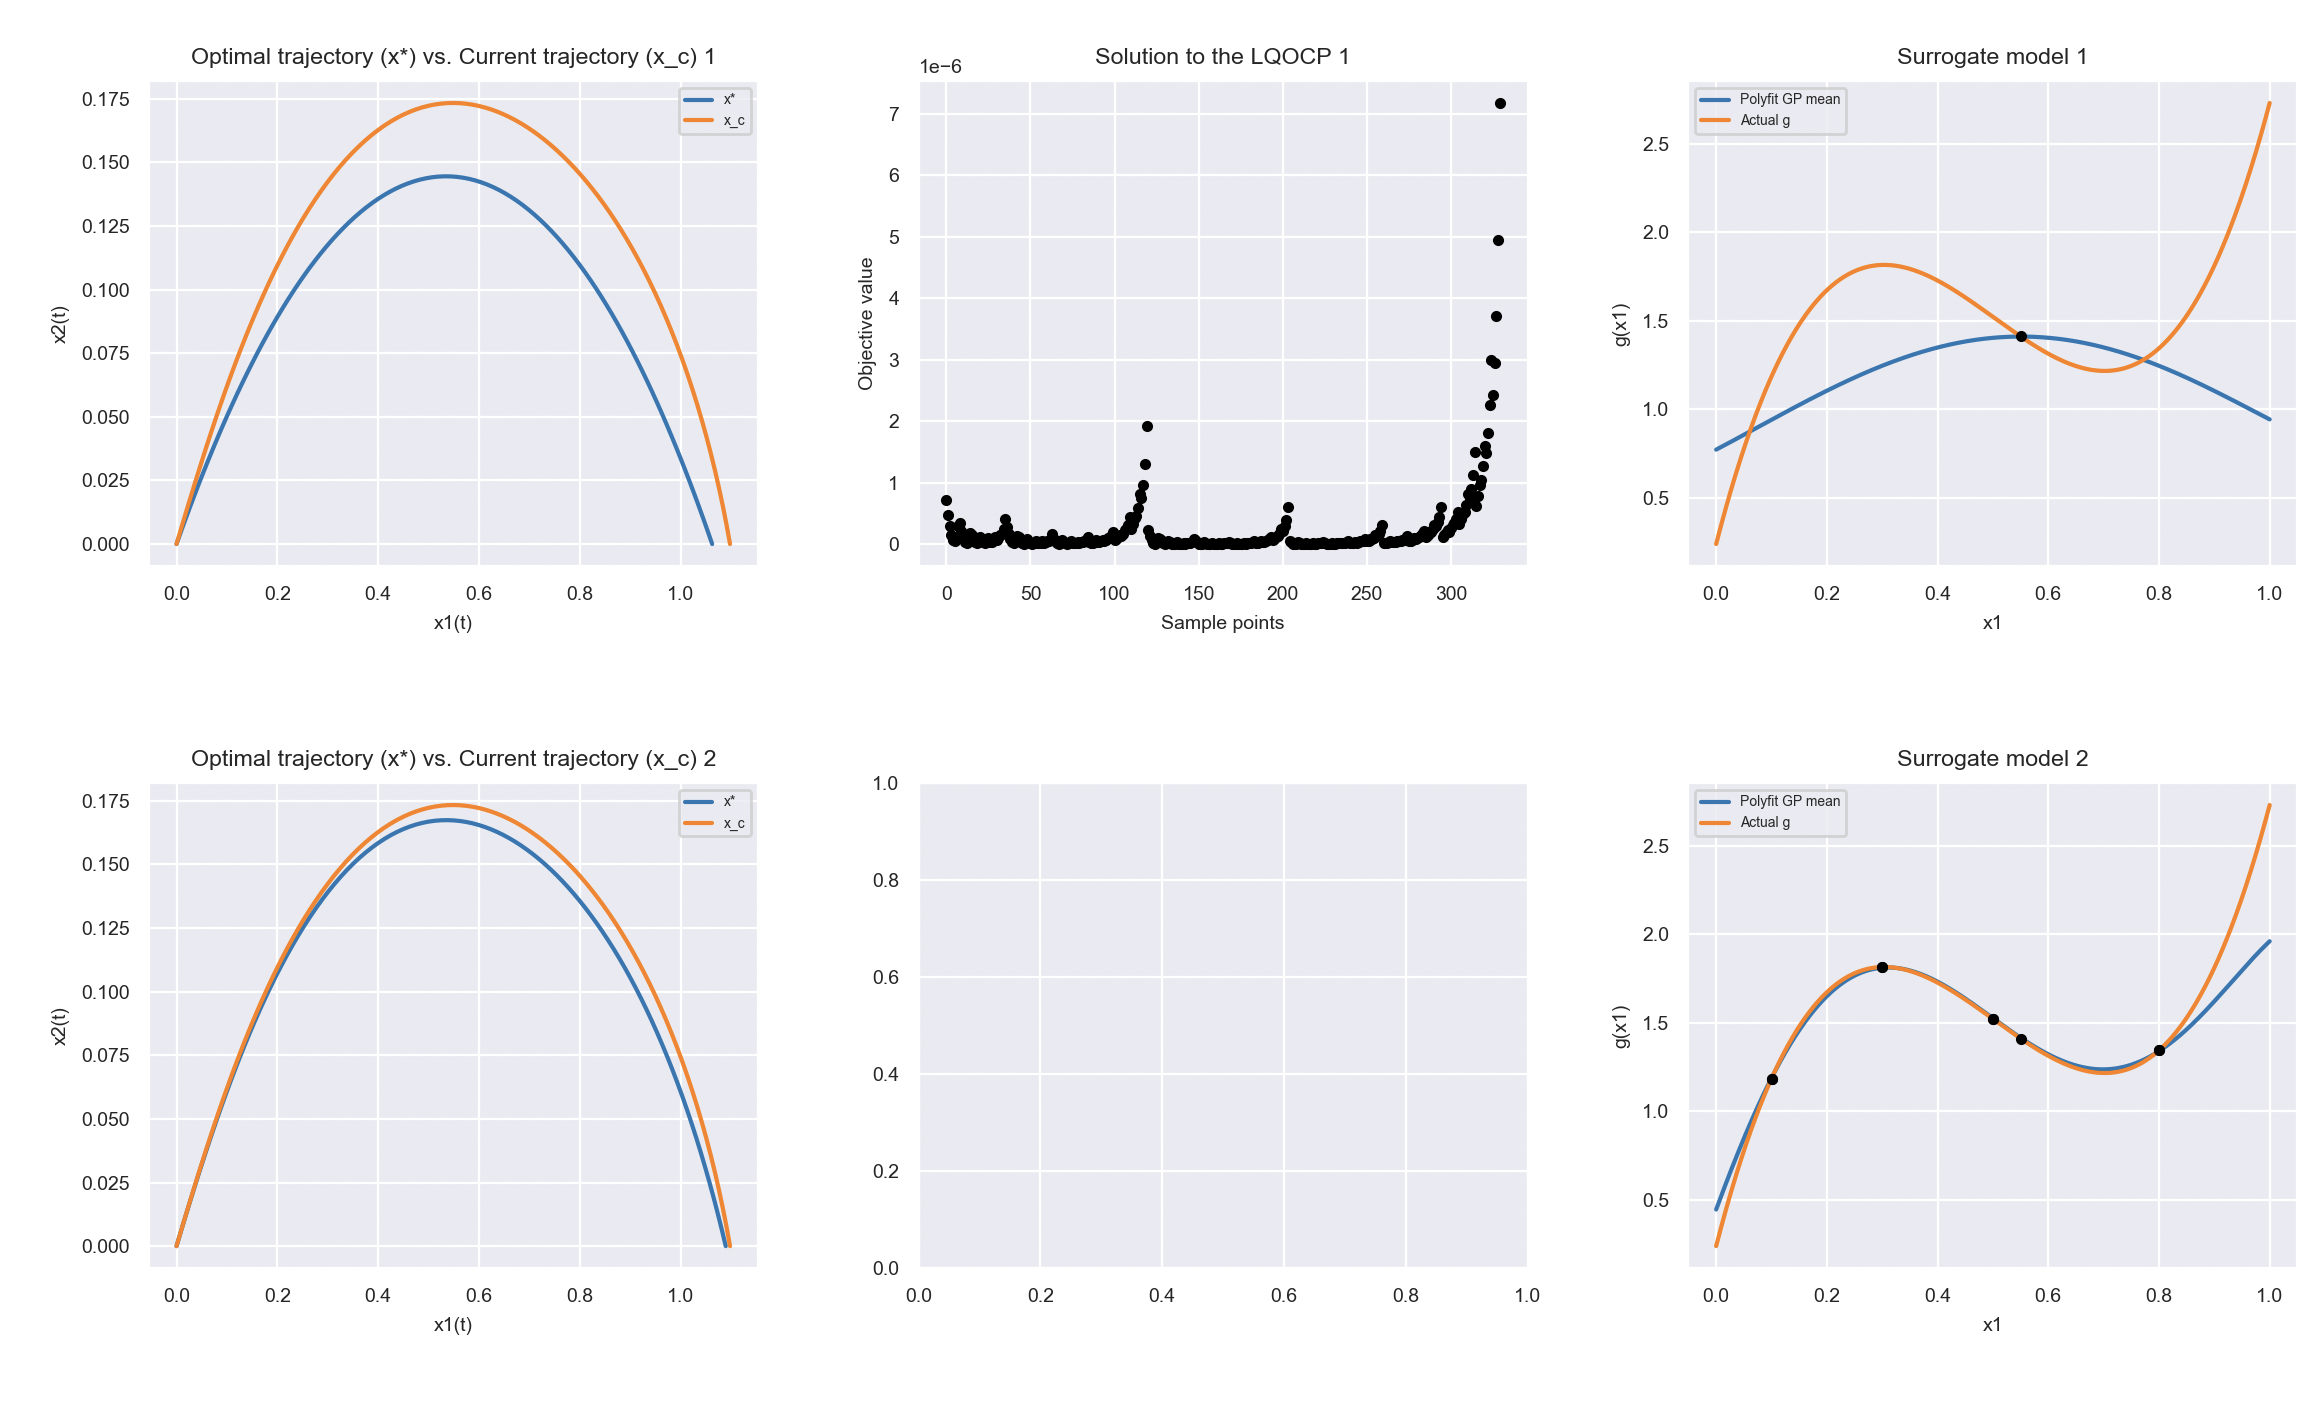 Optimal trajectory (x*) vs. Current trajectory (x_c) 1
x*
x_c
0.175
0.150
0.125
0.100
0.075
0.050
0.025
0.000
x2(t)
0.0 0.2 0.4 0.6 0.8 1.0
x1(t)
Solution to the LQOCP 1
1e−6
7
6
5
4
3
2
1
0
Objective value
0 50 100 150 200 250 300
Sample points
Surrogate model 1
Polyfit GP mean
Actual g
2.5
2.0
1.5
1.0
0.5
g(x1)
0.0 0.2 0.4 0.6 0.8 1.0
x1
Optimal trajectory (x*) vs. Current trajectory (x_c) 2
x*
x_c
0.175
0.150
0.125
0.100
0.075
0.050
0.025
0.000
x2(t)
0.0 0.2 0.4 0.6 0.8 1.0
x1(t)
1.0
0.8
0.6
0.4
0.2
0.0
0.0 0.2 0.4 0.6 0.8 1.0
Surrogate model 2
Polyfit GP mean
Actual g
2.5
2.0
1.5
1.0
0.5
g(x1)
0.0 0.2 0.4 0.6 0.8 1.0
x1